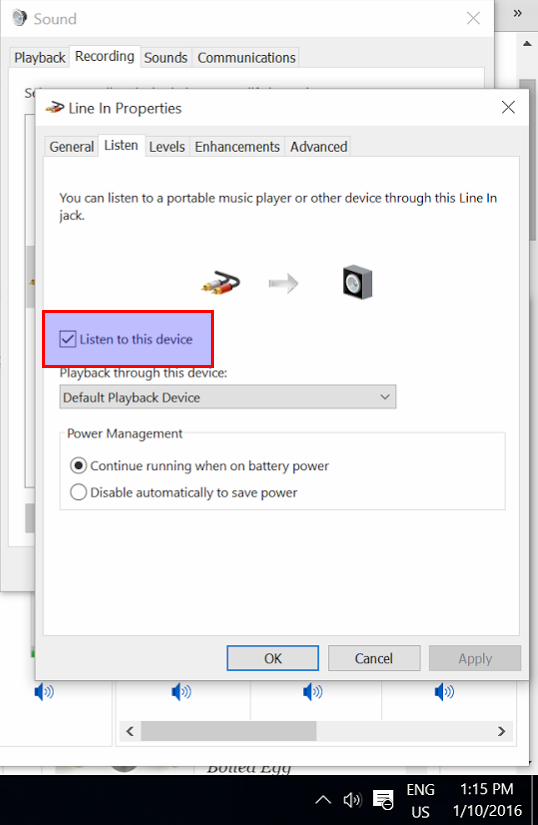 Sound
»
Playback Recording Sounds Communications
Line In Properties
General Listen Levels Enhancements Advanced
You can listen to a portable music player or other device through this Line In
jack.
Listen to this device
Playback through this device:
Default Playback Device
Power Management
Continue running when on battery power
Disable automatically to save power
OK Cancel Apply
Boiled Egg
ENG 1:15 PM
US 1/10/2016